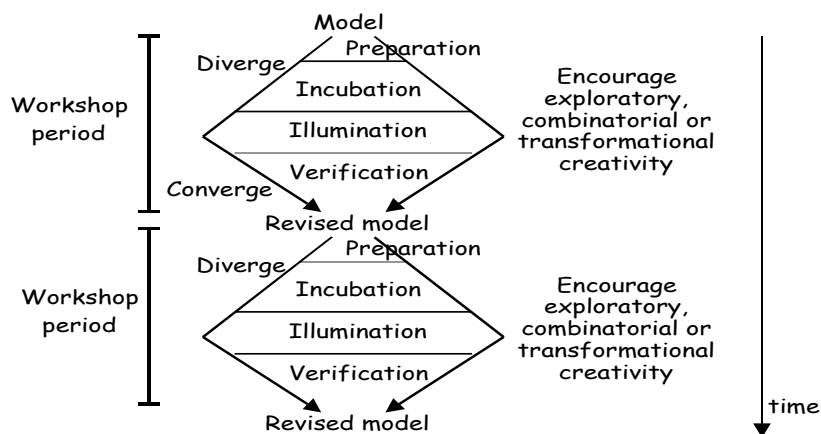 Model
Preparation
Diverge
Workshop
period
Incubation
Encourage
exploratory,
combinatorial or
transformational
creativity
Illumination
Verification
Converge
Revised model
Preparation
Diverge
Workshop
period
Incubation
Encourage
exploratory,
combinatorial or
transformational
creativity
Illumination
Verification
time
Revised model